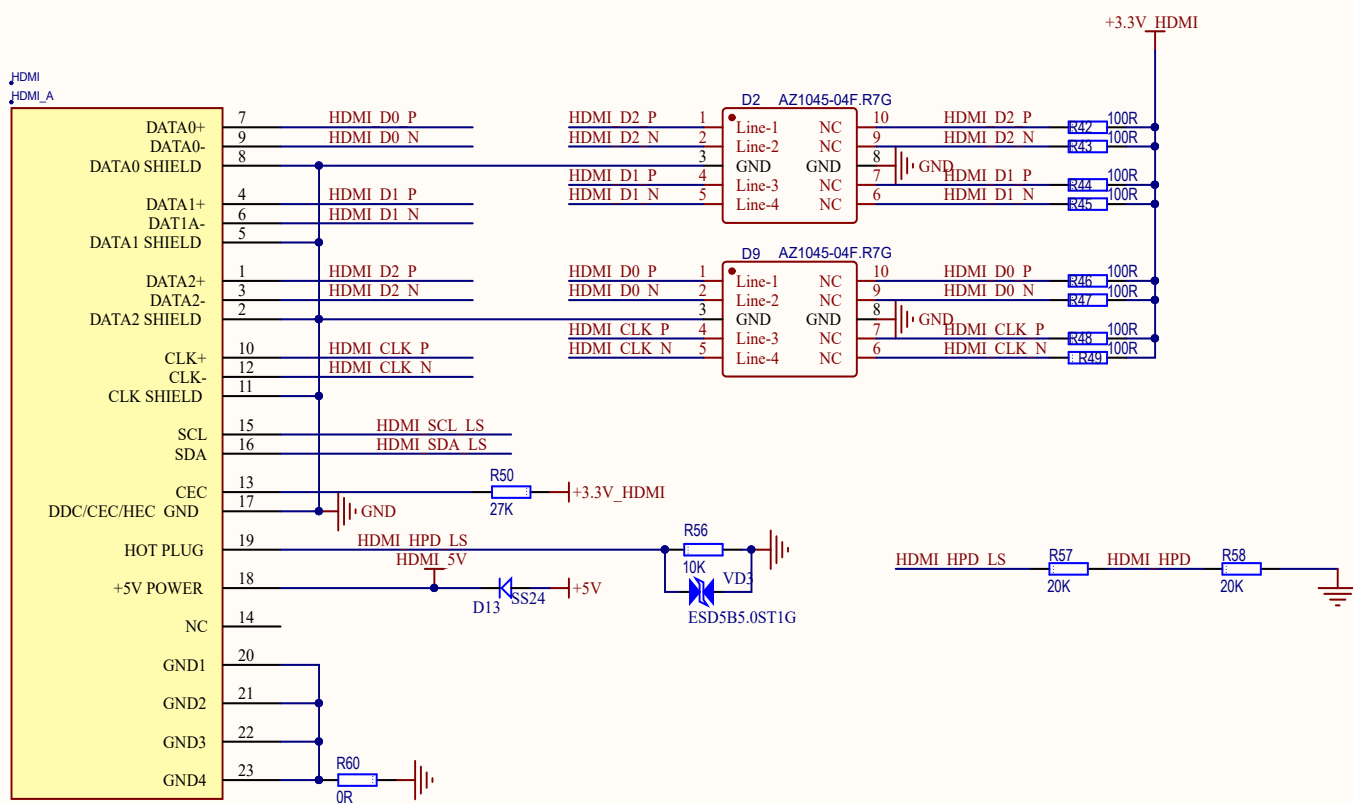 +3.3V_HDMI
HDMI
HDMI_A
D2 AZ1045-04F.R7G
DATA0+ 7 HDMI_D0_P HDMI_D2_P 1 Line-1 NC 10 HDMI_D2_P R42 100R
DATA0- 9 HDMI_D0_N HDMI_D2_N 2 Line-2 NC 9 HDMI_D2_N R43 100R
DATA0 SHIELD 8 3 GND GND 8 GND
HDMI_D1_P 4 Line-3 NC 7 HDMI_D1_P R44 100R
DATA1+ 4 HDMI_D1_P HDMI_D1_N 5 Line-4 NC 6 HDMI_D1_N R45 100R
DAT1A- 6 HDMI_D1_N
DATA1 SHIELD 5
D9 AZ1045-04F.R7G
DATA2+ 1 HDMI_D2_P HDMI_D0_P 1 Line-1 NC 10 HDMI_D0_P R46 100R
DATA2- 3 HDMI_D2_N HDMI_D0_N 2 Line-2 NC 9 HDMI_D0_N R47 100R
DATA2 SHIELD 2 3 GND GND 8 GND
HDMI_CLK_P 4 Line-3 NC 7 HDMI_CLK_P R48 100R
CLK+ 10 HDMI_CLK_P HDMI_CLK_N 5 Line-4 NC 6 HDMI_CLK_N R49 100R
CLK- 12 HDMI_CLK_N
CLK SHIELD 11
SCL 15 HDMI_SCL_LS
SDA 16 HDMI_SDA_LS
R50
CEC 13 +3.3V_HDMI
27K
DDC/CEC/HEC GND 17 GND
R56
HOT PLUG 19 HDMI_HPD_LS
10K
HDMI_HPD_LS R57 HDMI_HPD R58
20K 20K
HDMI_5V
VD3
+5V POWER 18 +5V
D13 SS24
ESD5B5.0ST1G
NC 14
GND1 20
GND2 21
GND3 22
R60
GND4 23
0R